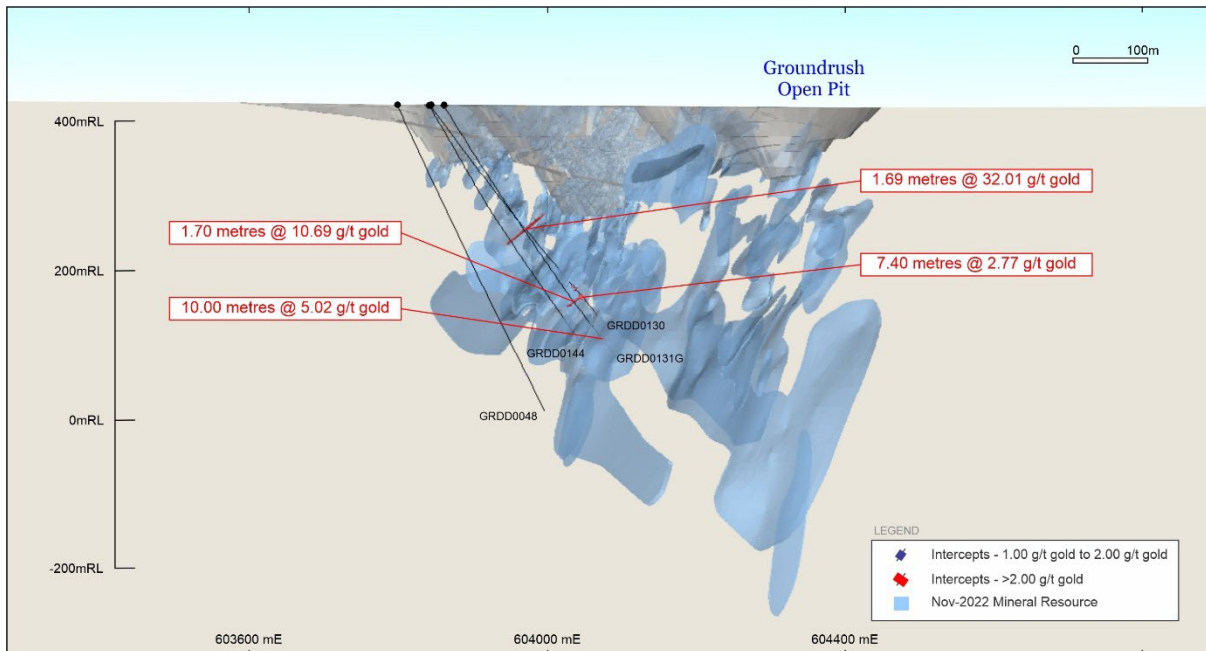 0 100m
Groundrush
Open Pit
400mRL
1.69 metres @ 32.01 g/t gold
1.70 metres @ 10.69 g/t gold
200mRL
7.40 metres @ 2.77 g/t gold
10.00 metres @ 5.02 g/t gold
GRDD0130
GRDD0144
GRDD0131G
GRDD0048
0mRL
LEGEND
Intercepts - 1.00 g/t gold to 2.00 g/t gold
Intercepts - >2.00 g/t gold
Nov-2022 Mineral Resource
-200mRL
603600 mE
604000 mE
604400 mE